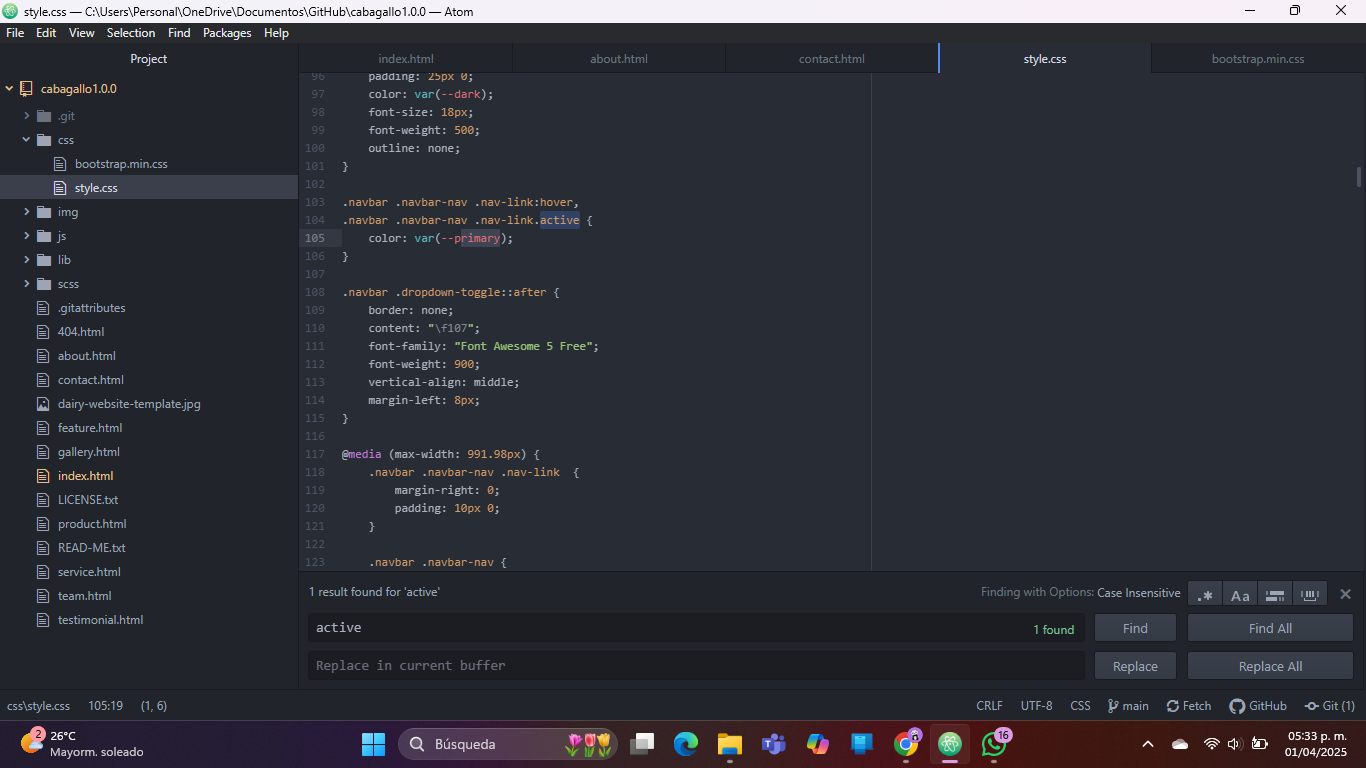 style.css — C:\Users\Personal\OneDrive\Documentos\GitHub\cabagallo1.0.0 — Atom
File Edit View Selection Find Packages Help
Project
cabagallo1.0.0
.git
css
bootstrap.min.css
style.css
img
js
lib
scss
.gitattributes
404.html
about.html
contact.html
dairy-website-template.jpg
feature.html
gallery.html
index.html
LICENSE.txt
product.html
READ-ME.txt
service.html
team.html
testimonial.html
index.html about.html contact.html style.css bootstrap.min.css
96 padding: 25px 0;
97 color: var(--dark);
98 font-size: 18px;
99 font-weight: 500;
100 outline: none;
101 }
102
103 .navbar .navbar-nav .nav-link:hover,
104 .navbar .navbar-nav .nav-link.active {
105 color: var(--primary);
106 }
107
108 .navbar .dropdown-toggle::after {
109 border: none;
110 content: "\f107";
111 font-family: "Font Awesome 5 Free";
112 font-weight: 900;
113 vertical-align: middle;
114 margin-left: 8px;
115 }
116
117 @media (max-width: 991.98px) {
118 .navbar .navbar-nav .nav-link  {
119 margin-right: 0;
120 padding: 10px 0;
121 }
122
123 .navbar .navbar-nav {
1 result found for 'active' Finding with Options: Case Insensitive .* Aa
active 1 found Find Find All
Replace in current buffer Replace Replace All
css\style.css 105:19 (1, 6) CRLF UTF-8 CSS main Fetch GitHub Git (1)
2 26°C
Mayorm. soleado
Búsqueda
16
05:33 p. m.
01/04/2025